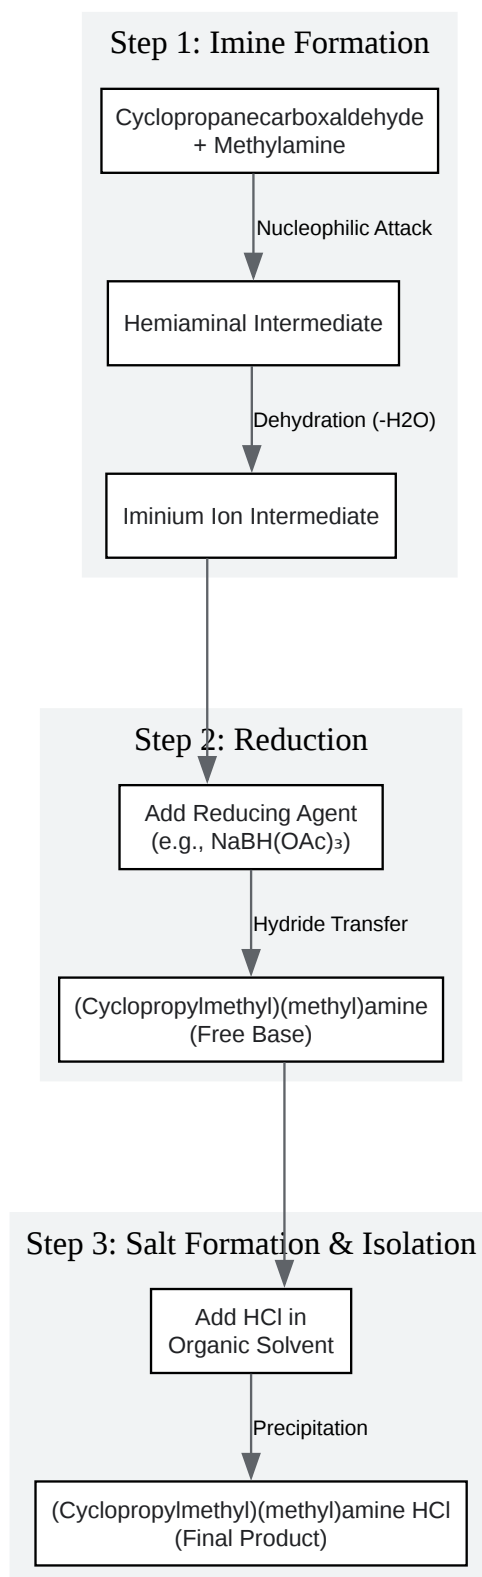 Step 1: Imine Formation
Cyclopropanecarboxaldehyde
+ Methylamine
Nucleophilic Attack
Hemiaminal Intermediate
Dehydration (-H2O)
Iminium Ion Intermediate
Step 2: Reduction
Add Reducing Agent
(e.g., NaBH(OAc)₃)
Hydride Transfer
(Cyclopropylmethyl)(methyl)amine
(Free Base)
Step 3: Salt Formation & Isolation
Add HCl in
Organic Solvent
Precipitation
(Cyclopropylmethyl)(methyl)amine HCl
(Final Product)